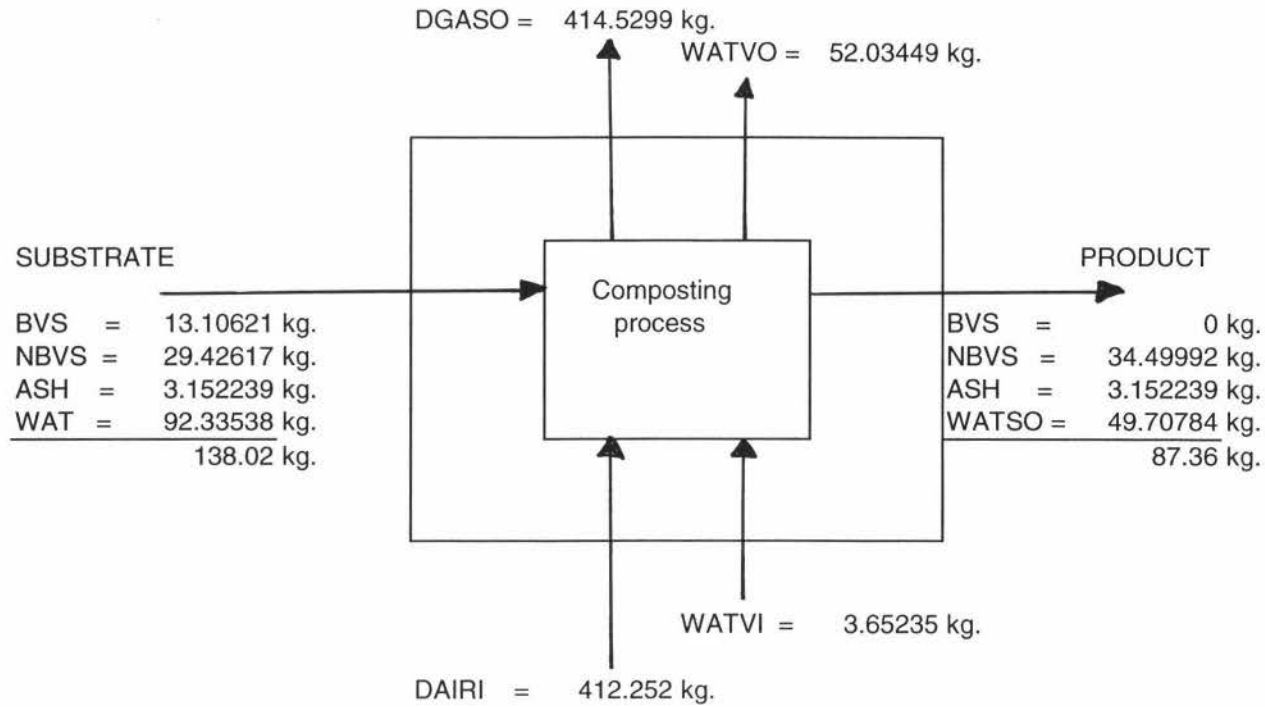 DGASO = 414.5299 kg.
WATVO = 52.03449 kg.
SUBSTRATE
BVS = 13.10621 kg.
NBVS = 29.42617 kg.
ASH = 3.152239 kg.
WAT = 92.33538 kg.
138.02 kg.
Composting
process
PRODUCT
BVS = 0 kg.
NBVS = 34.49992 kg.
ASH = 3.152239 kg.
WATSO = 49.70784 kg.
87.36 kg.
WATVI = 3.65235 kg.
DAIRI = 412.252 kg.